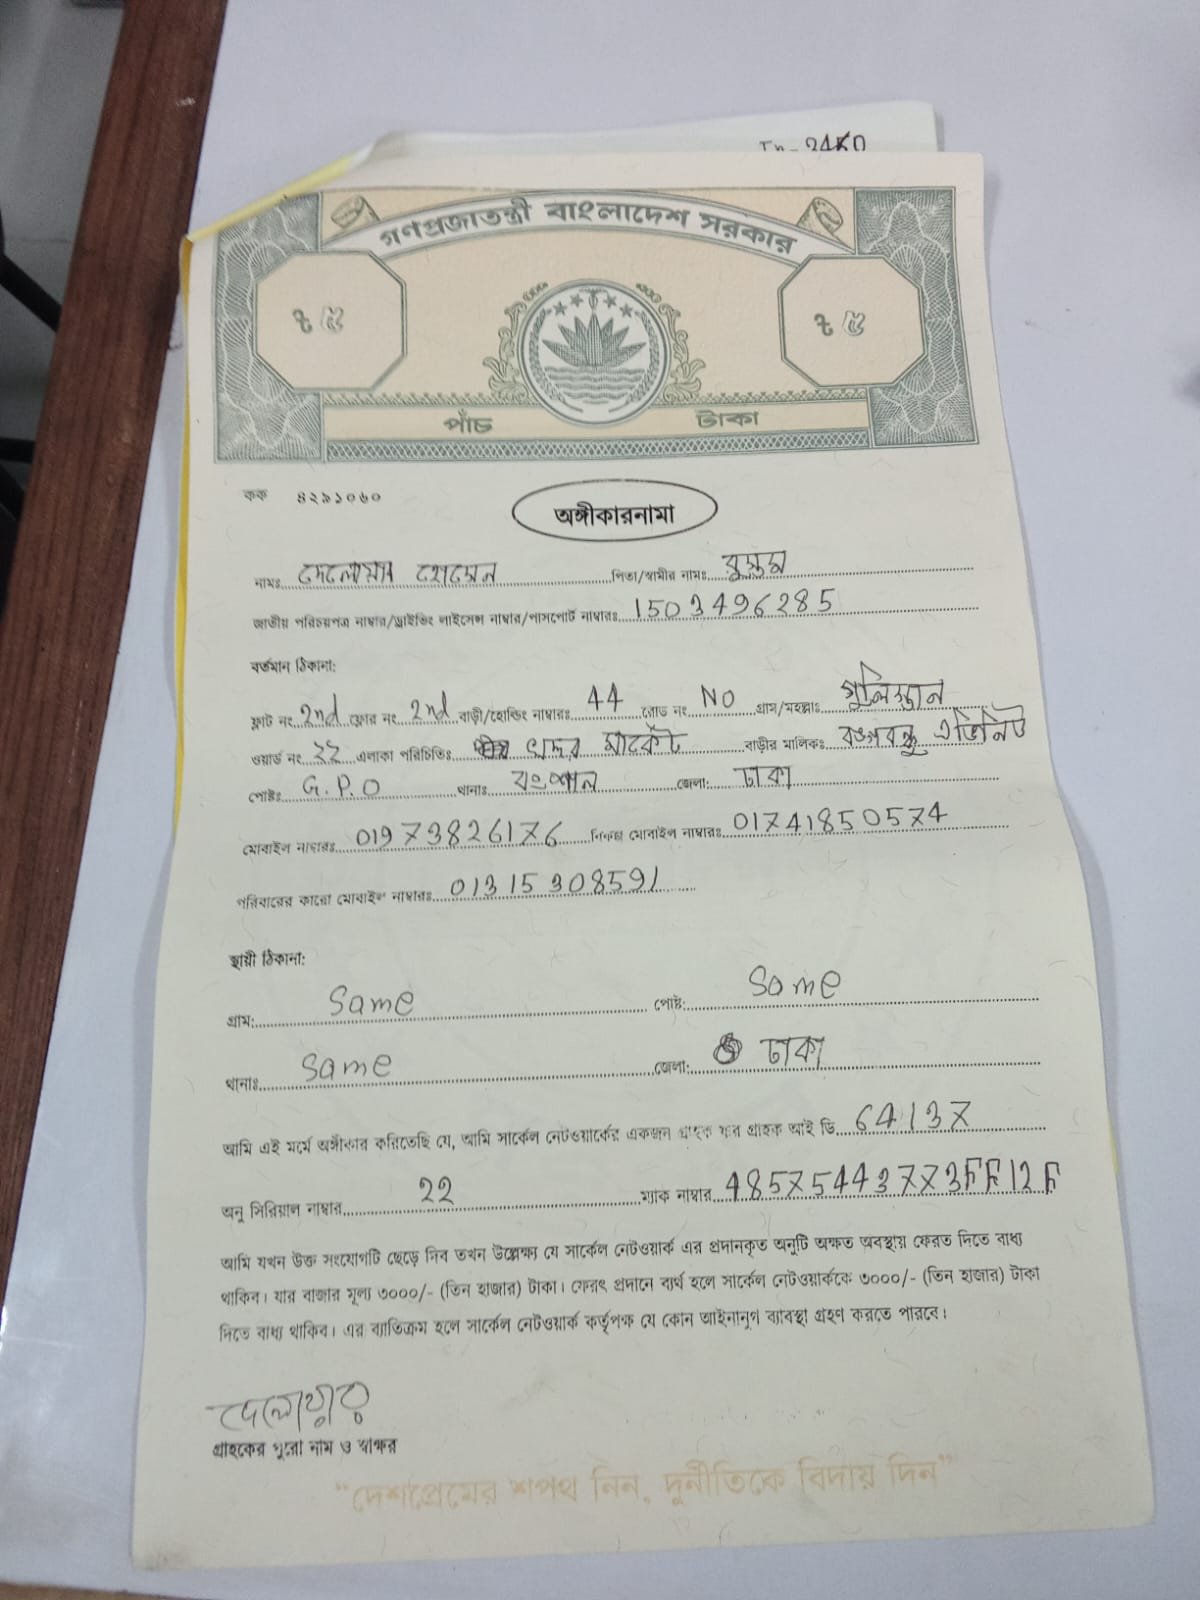 গণপ্রজাতন্ত্রী বাংলাদেশ সরকার
ট ৫ ট ৫
পাঁচ টাকা
কক ৪২৯১০৬০
অঙ্গীকারনামা
নামঃ দেলোয়ার হোসেন পিতা/স্বামীর নামঃ
জাতীয় পরিচয়পত্র নাম্বার/ড্রাইভিং লাইসেন্স নাম্বার/পাসপোর্ট নাম্বারঃ 1503496285
বর্তমান ঠিকানা:
ফ্লাট নং 2nd ফ্লোর নং 2nd বাড়ী/হোল্ডিং নাম্বারঃ 44 রোড নং NO গ্রাম/মহল্লাঃ গুলিস্তান
ওয়ার্ড নং ২২ এলাকা পরিচিতিঃ মার্কেট বাড়ীর মালিকঃ বঙ্গবন্ধু এভিনিউ
পোষ্টঃ G.P.O থানাঃ বংশাল জেলা: ঢাকা
মোবাইল নাম্বারঃ 01973826176 বিকল্প মোবাইল নাম্বারঃ 01741850574
পরিবারের কারো মোবাইল নাম্বারঃ 01315308591
স্থায়ী ঠিকানা:
গ্রাম: Same পোষ্ট: Same
থানাঃ Same জেলা: ঢাকা
আমি এই মর্মে অঙ্গীকার করিতেছি যে, আমি সার্কেল নেটওয়ার্কের একজন গ্রাহক যার গ্রাহক আই ডি 64137
অনু সিরিয়াল নাম্বার 22 ম্যাক নাম্বার 48575443773FF12F
আমি যখন উক্ত সংযোগটি ছেড়ে দিব তখন উল্লেক্ষ্য যে সার্কেল নেটওয়ার্ক এর প্রদানকৃত অনুটি অক্ষত অবস্থায় ফেরত দিতে বাধ্য
থাকিব। যার বাজার মূল্য ৩০০০/- (তিন হাজার) টাকা। ফেরৎ প্রদানে ব্যর্থ হলে সার্কেল নেটওয়ার্ককে ৩০০০/- (তিন হাজার) টাকা
দিতে বাধ্য থাকিব। এর ব্যাতিক্রম হলে সার্কেল নেটওয়ার্ক কর্তৃপক্ষ যে কোন আইনানুগ ব্যাবস্থা গ্রহণ করতে পারবে।
দেলোয়ার
গ্রাহকের পুরো নাম ও স্বাক্ষর
“দেশপ্রেমের শপথ নিন, দুর্নীতিকে বিদায় দিন”